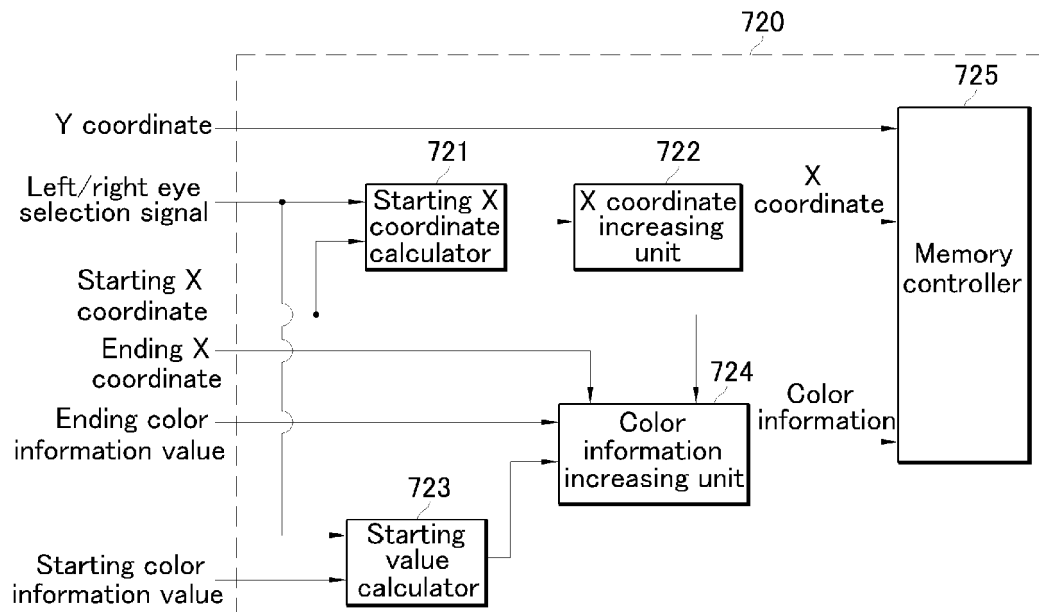 720
725
Y coordinate
721
722
Left/right eye
selection signal
Starting X
coordinate
calculator
X coordinate
increasing
unit
X
coordinate
Memory
controller
Starting X
coordinate
Ending X
coordinate
724
Ending color
information value
Color
information
increasing unit
Color
information
723
Starting
value
calculator
Starting color
information value